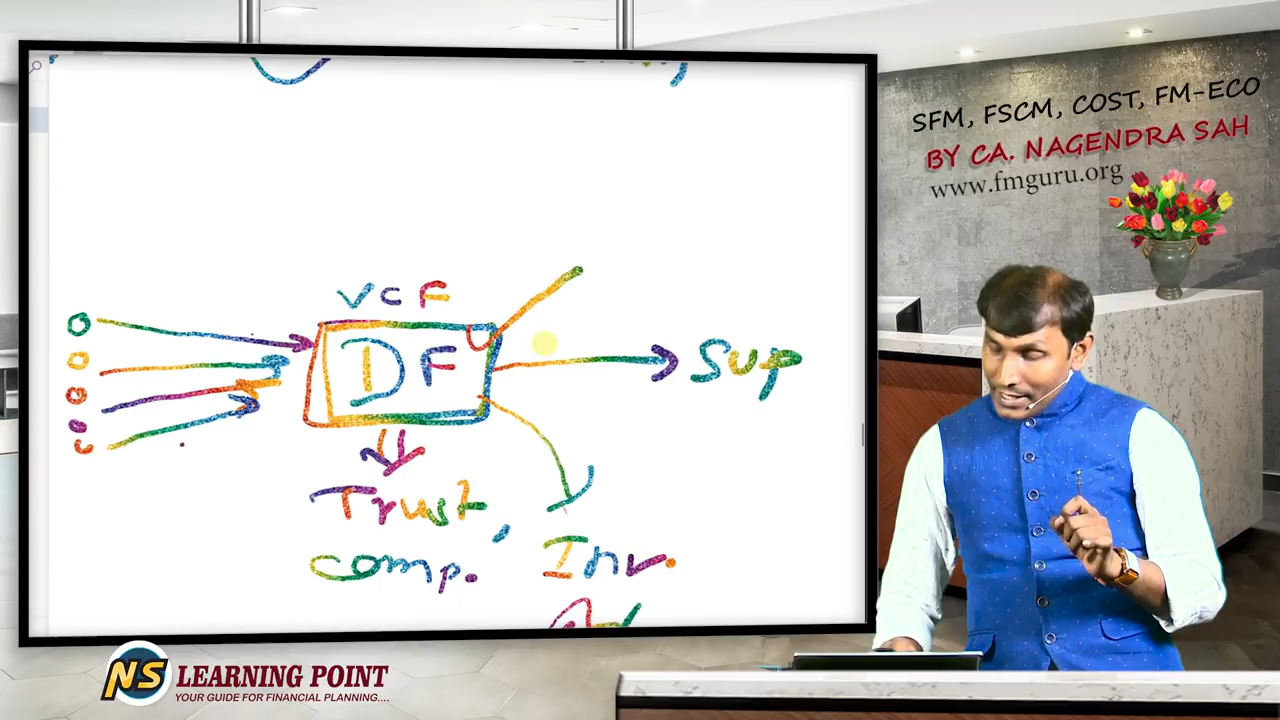 SFM, FSCM, COST, FM-ECO
BY CA. NAGENDRA SAH
www.fmguru.org
VCF
DF
Sup
Trust,
comp.
Inv.
NS LEARNING POINT
YOUR GUIDE FOR FINANCIAL PLANNING....